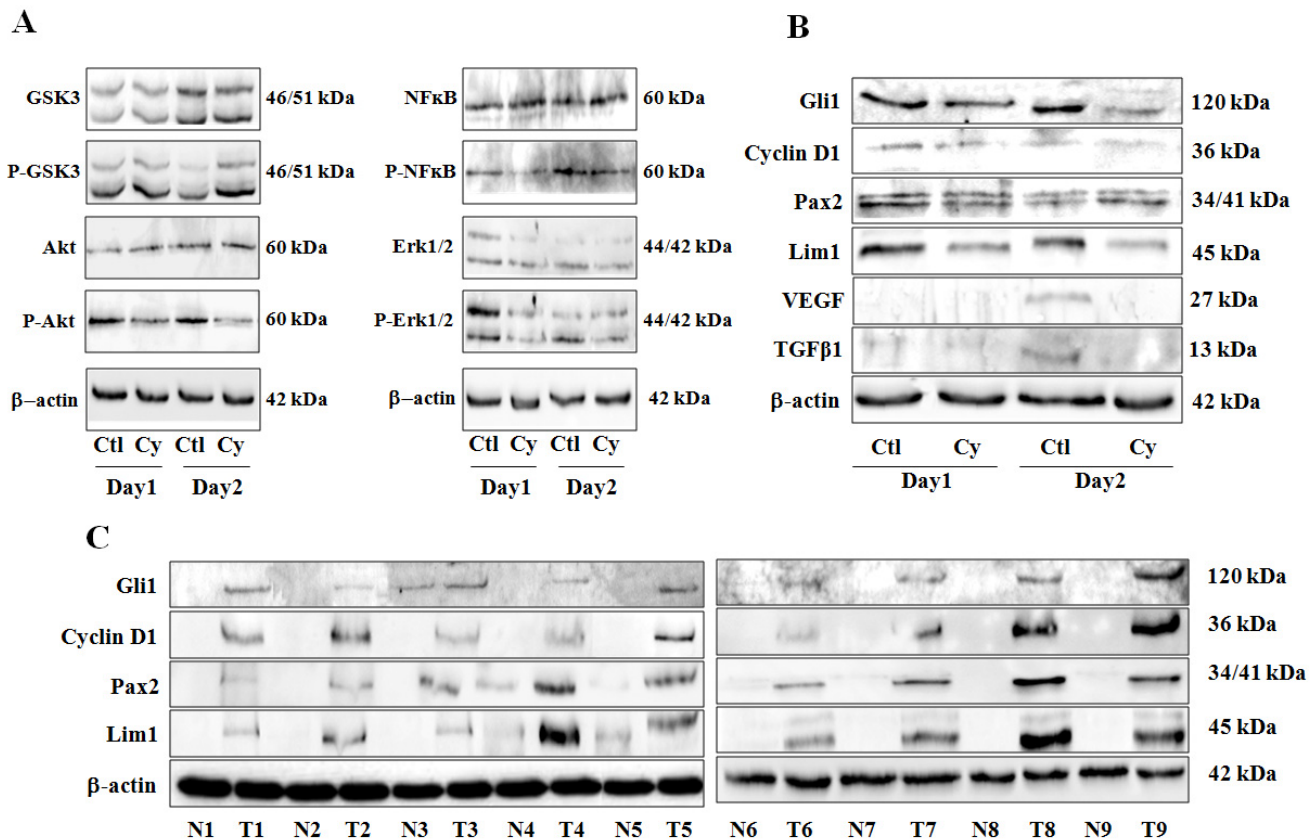 A
GSK3 46/51 kDa
P-GSK3 46/51 kDa
Akt 60 kDa
P-Akt 60 kDa
β–actin 42 kDa
Ctl Cy Ctl Cy
Day1 Day2
NFκB 60 kDa
P-NFκB 60 kDa
Erk1/2 44/42 kDa
P-Erk1/2 44/42 kDa
β–actin 42 kDa
Ctl Cy Ctl Cy
Day1 Day2
B
Gli1 120 kDa
Cyclin D1 36 kDa
Pax2 34/41 kDa
Lim1 45 kDa
VEGF 27 kDa
TGFβ1 13 kDa
β-actin 42 kDa
Ctl Cy Ctl Cy
Day1 Day2
C
Gli1 120 kDa
Cyclin D1 36 kDa
Pax2 34/41 kDa
Lim1 45 kDa
β-actin 42 kDa
N1 T1 N2 T2 N3 T3 N4 T4 N5 T5 N6 T6 N7 T7 N8 T8 N9 T9